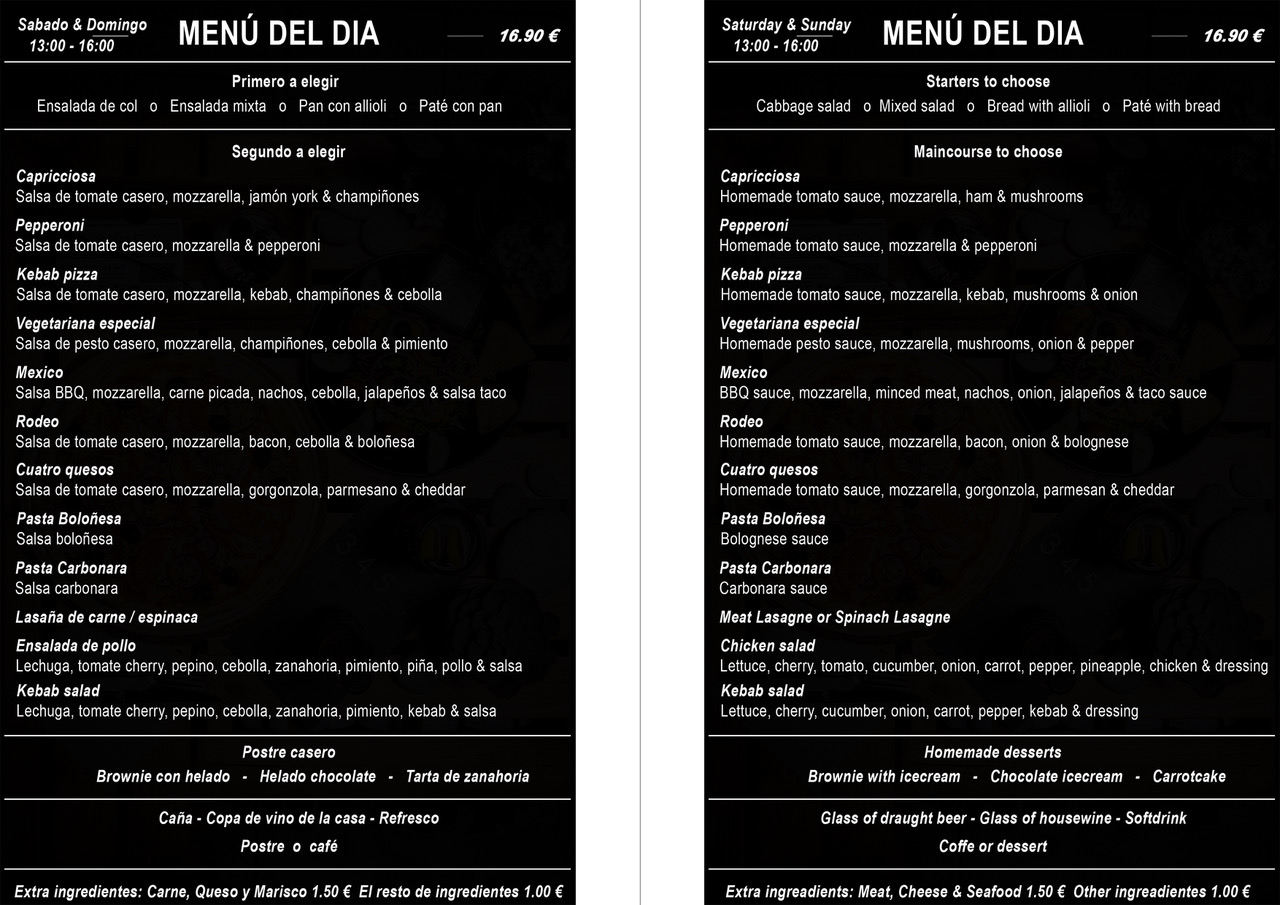 Sabado & Domingo
13:00 - 16:00
MENÚ DEL DIA
16.90 €
Primero a elegir
Ensalada de col o Ensalada mixta o Pan con allioli o Paté con pan
Segundo a elegir
Capricciosa
Salsa de tomate casero, mozzarella, jamón york & champiñones
Pepperoni
Salsa de tomate casero, mozzarella & pepperoni
Kebab pizza
Salsa de tomate casero, mozzarella, kebab, champiñones & cebolla
Vegetariana especial
Salsa de pesto casero, mozzarella, champiñones, cebolla & pimiento
Mexico
Salsa BBQ, mozzarella, carne picada, nachos, cebolla, jalapeños & salsa taco
Rodeo
Salsa de tomate casero, mozzarella, bacon, cebolla & boloñesa
Cuatro quesos
Salsa de tomate casero, mozzarella, gorgonzola, parmesano & cheddar
Pasta Boloñesa
Salsa boloñesa
Pasta Carbonara
Salsa carbonara
Lasaña de carne / espinaca
Ensalada de pollo
Lechuga, tomate cherry, pepino, cebolla, zanahoria, pimiento, piña, pollo & salsa
Kebab salad
Lechuga, tomate cherry, pepino, cebolla, zanahoria, pimiento, kebab & salsa
Postre casero
Brownie con helado - Helado chocolate - Tarta de zanahoria
Caña - Copa de vino de la casa - Refresco
Postre o café
Extra ingredientes: Carne, Queso y Marisco 1.50 € El resto de ingredientes 1.00 €
Saturday & Sunday
13:00 - 16:00
MENÚ DEL DIA
16.90 €
Starters to choose
Cabbage salad o Mixed salad o Bread with allioli o Paté with bread
Maincourse to choose
Capricciosa
Homemade tomato sauce, mozzarella, ham & mushrooms
Pepperoni
Homemade tomato sauce, mozzarella & pepperoni
Kebab pizza
Homemade tomato sauce, mozzarella, kebab, mushrooms & onion
Vegetariana especial
Homemade pesto sauce, mozzarella, mushrooms, onion & pepper
Mexico
BBQ sauce, mozzarella, minced meat, nachos, onion, jalapeños & taco sauce
Rodeo
Homemade tomato sauce, mozzarella, bacon, onion & bolognese
Cuatro quesos
Homemade tomato sauce, mozzarella, gorgonzola, parmesan & cheddar
Pasta Boloñesa
Bolognese sauce
Pasta Carbonara
Carbonara sauce
Meat Lasagne or Spinach Lasagne
Chicken salad
Lettuce, cherry, tomato, cucumber, onion, carrot, pepper, pineapple, chicken & dressing
Kebab salad
Lettuce, cherry, cucumber, onion, carrot, pepper, kebab & dressing
Homemade desserts
Brownie with icecream - Chocolate icecream - Carrotcake
Glass of draught beer - Glass of housewine - Softdrink
Coffe or dessert
Extra ingreadients: Meat, Cheese & Seafood 1.50 € Other ingreadientes 1.00 €